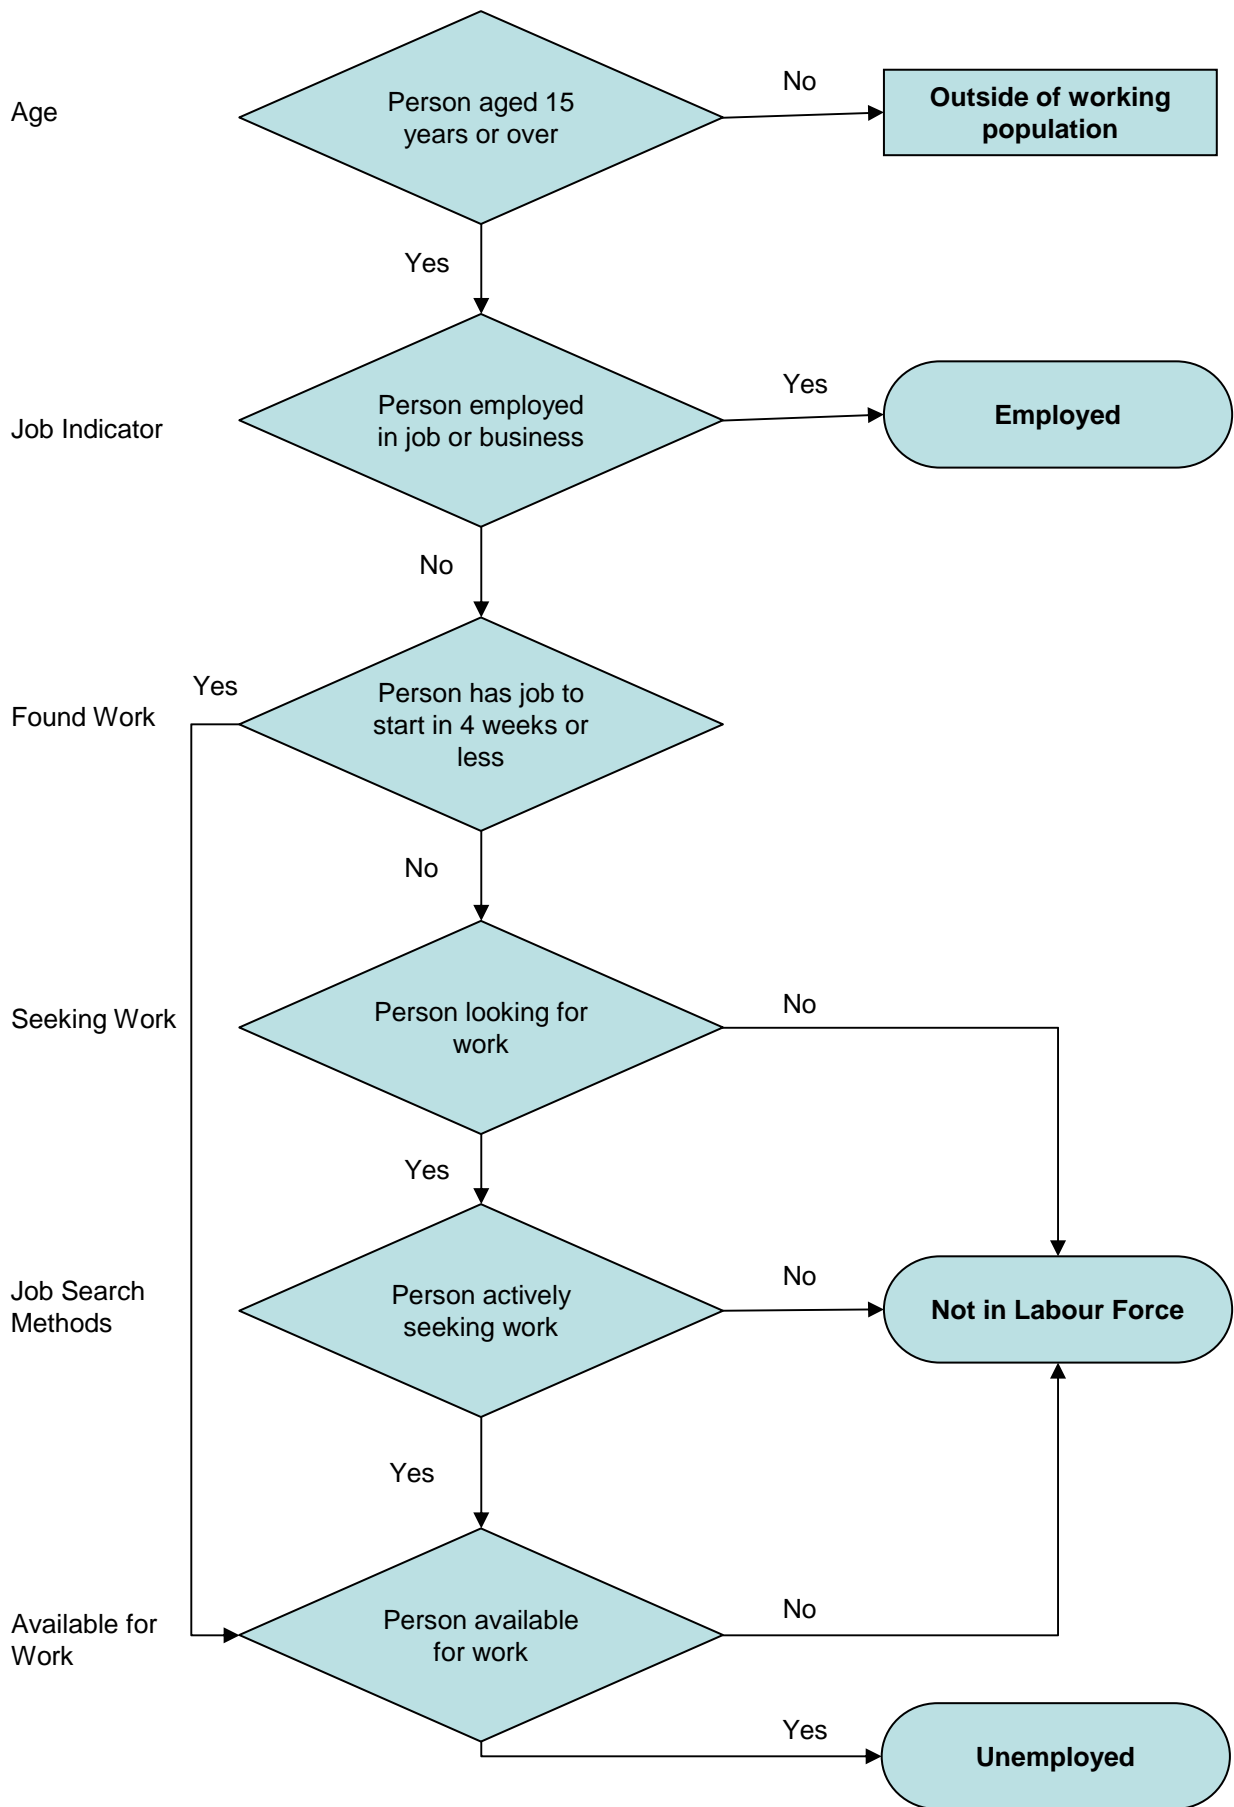 Age
Person aged 15
years or over
No
Outside of working
population
Yes
Job Indicator
Person employed
in job or business
Yes
Employed
No
Found Work
Yes
Person has job to
start in 4 weeks or
less
No
Seeking Work
Person looking for
work
No
Yes
Job Search
Methods
Person actively
seeking work
No
Not in Labour Force
Yes
Available for
Work
Person available
for work
No
Yes
Unemployed